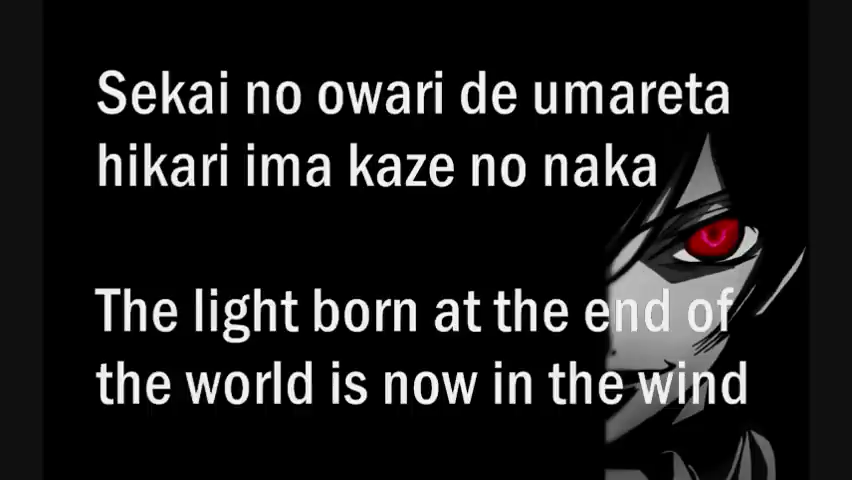 Sekai no owari de umareta
hikari ima kaze no naka
The light born at the end of
the world is now in the wind